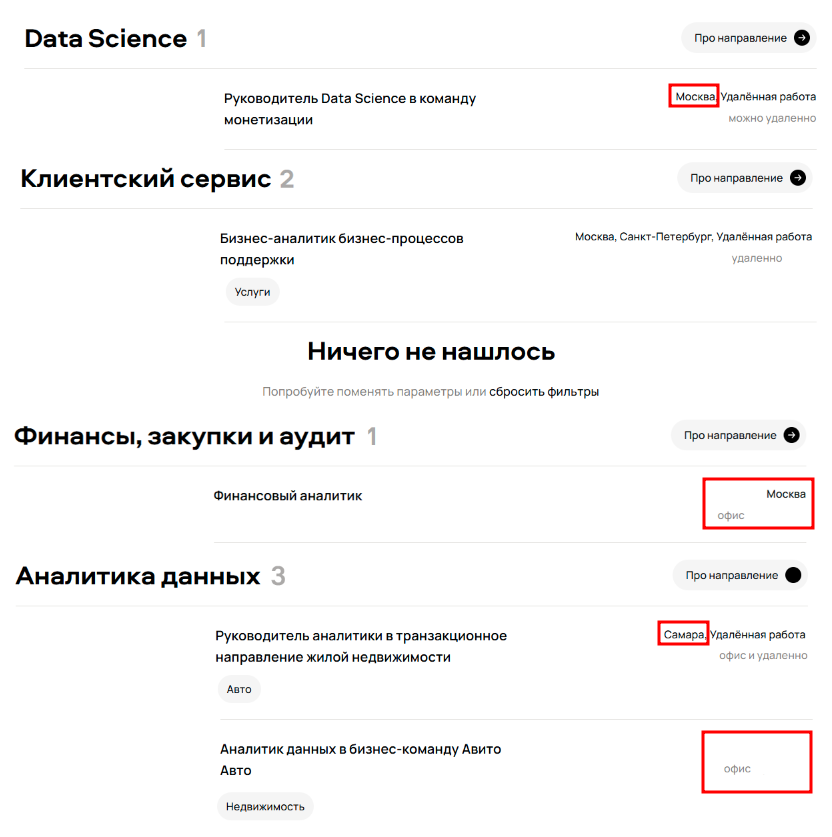 Data Science 1
Про направление
Руководитель Data Science в команду
монетизации
Москва, Удалённая работа
можно удаленно
Клиентский сервис 2
Про направление
Бизнес-аналитик бизнес-процессов
поддержки
Москва, Санкт-Петербург, Удалённая работа
удаленно
Услуги
Ничего не нашлось
Попробуйте поменять параметры или сбросить фильтры
Финансы, закупки и аудит 1
Про направление
Финансовый аналитик
Москва
офис
Аналитика данных 3
Про направление
Руководитель аналитики в транзакционное
направление жилой недвижимости
Самара, Удалённая работа
офис и удаленно
Авто
Аналитик данных в бизнес-команду Авито
Авто
офис
Недвижимость